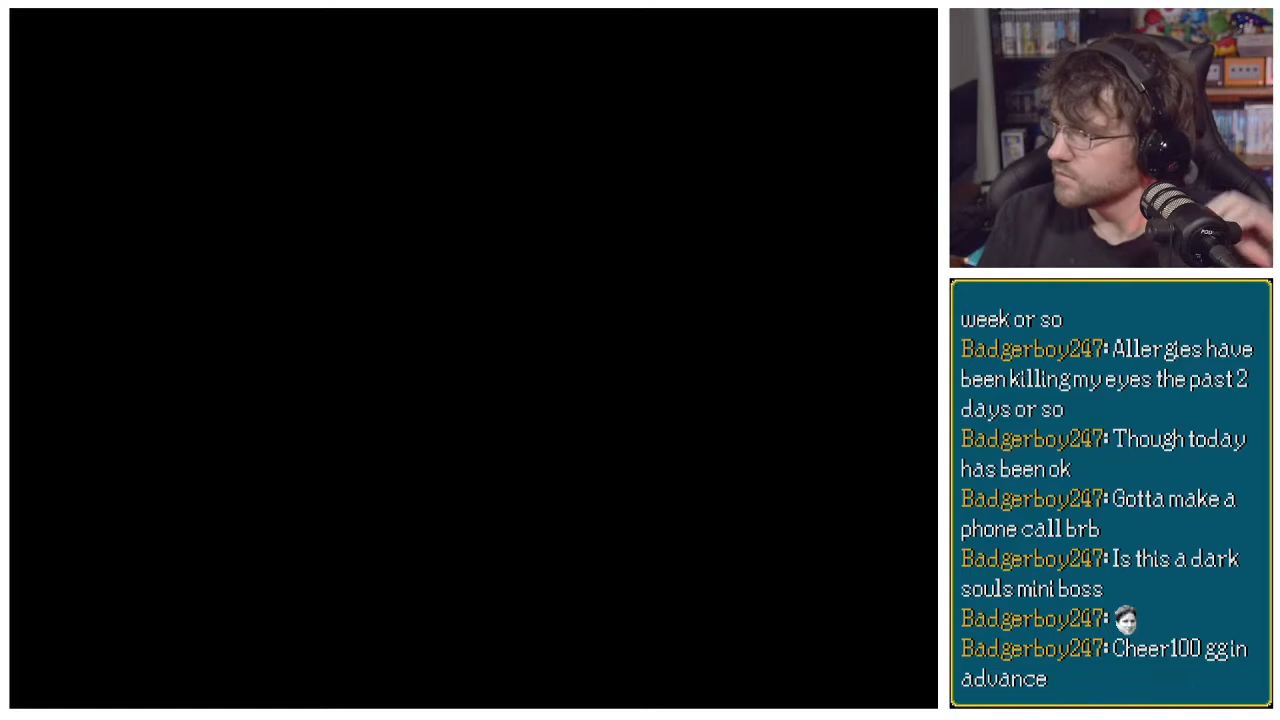 week or so
Badgerboy247: Allergies have
been killing my eyes the past 2
days or so
Badgerboy247: Though today
has been ok
Badgerboy247: Gotta make a
phone call brb
Badgerboy247: Is this a dark
souls mini boss
Badgerboy247:
Badgerboy247: Cheer100 gg in
advance